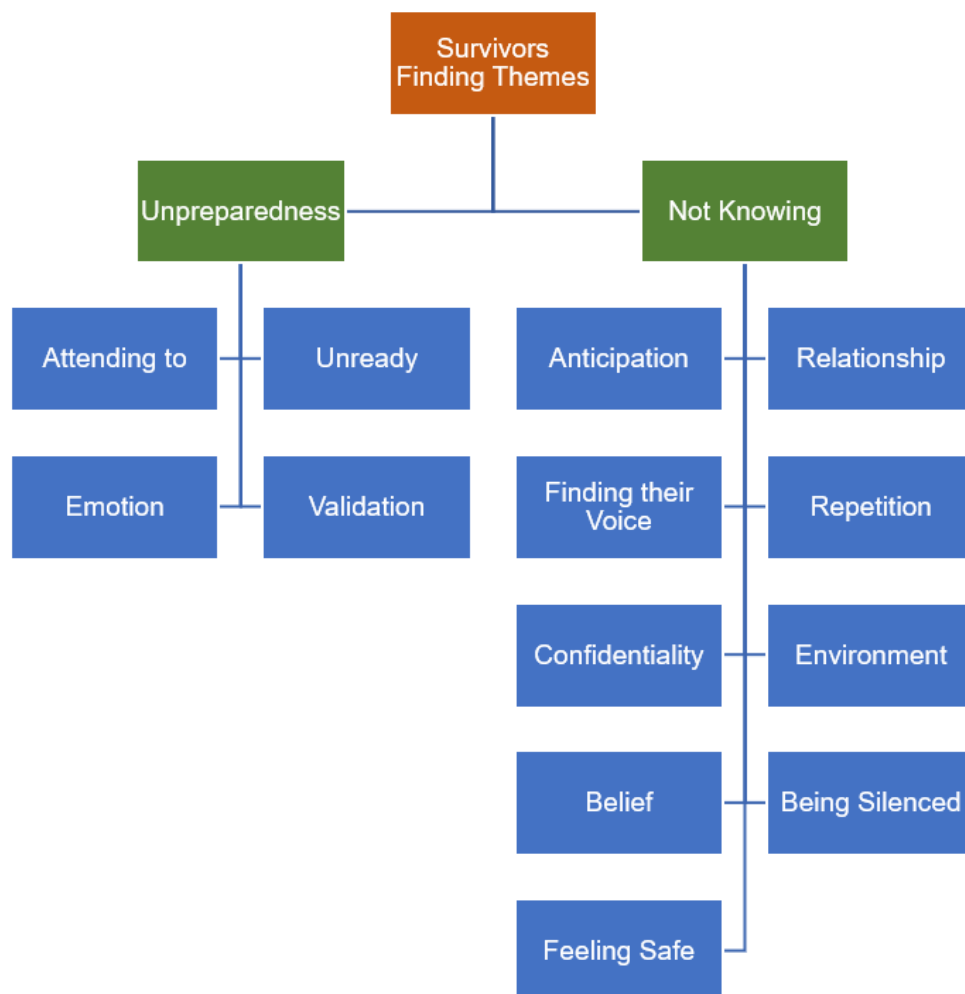 Survivors
Finding Themes
Unpreparedness
Not Knowing
Attending to
Unready
Anticipation
Relationship
Emotion
Validation
Finding their
Voice
Repetition
Confidentiality
Environment
Belief
Being Silenced
Feeling Safe